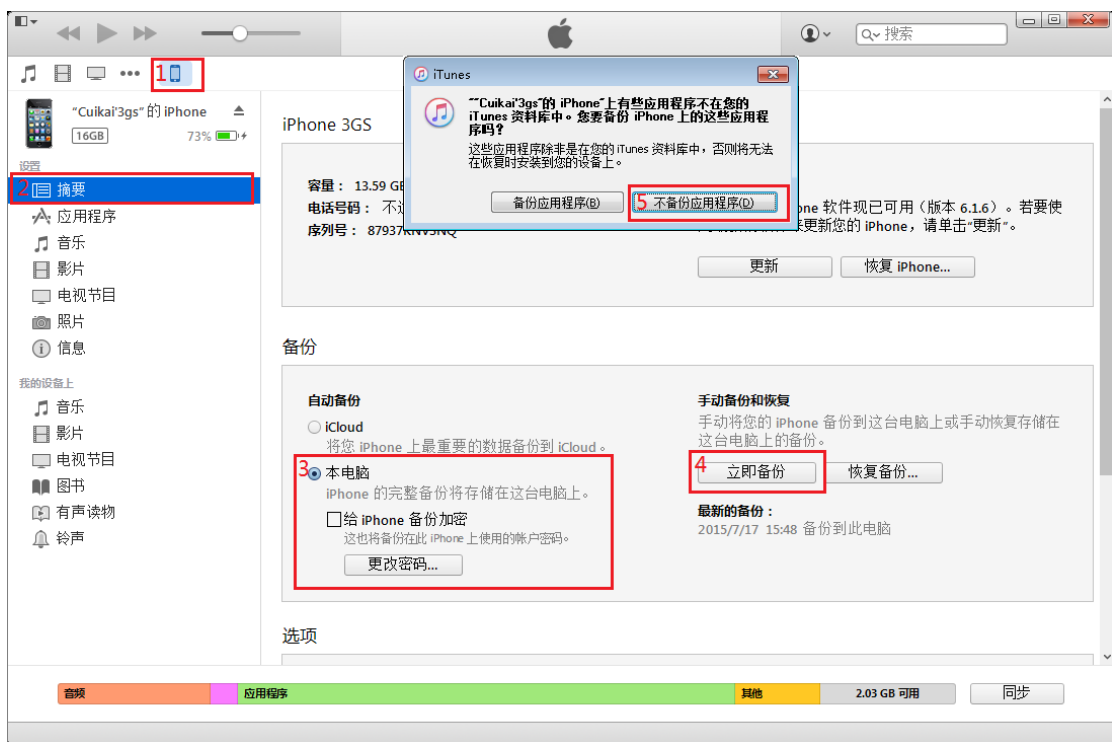 搜索
1
"Cuikai'3gs"的 iPhone
16GB
73%
设置
2 摘要
应用程序
音乐
影片
电视节目
照片
信息
我的设备上
音乐
影片
电视节目
图书
有声读物
铃声
iTunes
"“Cuikai'3gs”的 iPhone"上有些应用程序不在您的
iTunes 资料库中。您要备份 iPhone 上的这些应用程
序吗?
这些应用程序除非是在您的 iTunes 资料库中,否则将无法
在恢复时安装到您的设备上。
备份应用程序(B)
5 不备份应用程序(D)
iPhone 3GS
容量: 13.59 GB
电话号码: 不
序列号: 87937
one 软件现已可用(版本 6.1.6)。若要使
更新您的 iPhone,请单击“更新”。
更新
恢复 iPhone...
备份
自动备份
iCloud
将您 iPhone 上最重要的数据备份到 iCloud。
3 本电脑
iPhone 的完整备份将存储在这台电脑上。
给 iPhone 备份加密
这也将备份在此 iPhone 上使用的帐户密码。
更改密码...
手动备份和恢复
手动将您的 iPhone 备份到这台电脑上或手动恢复存储在
这台电脑上的备份。
4 立即备份
恢复备份...
最新的备份:
2015/7/17 15:48 备份到此电脑
选项
音频
应用程序
其他
2.03 GB 可用
同步